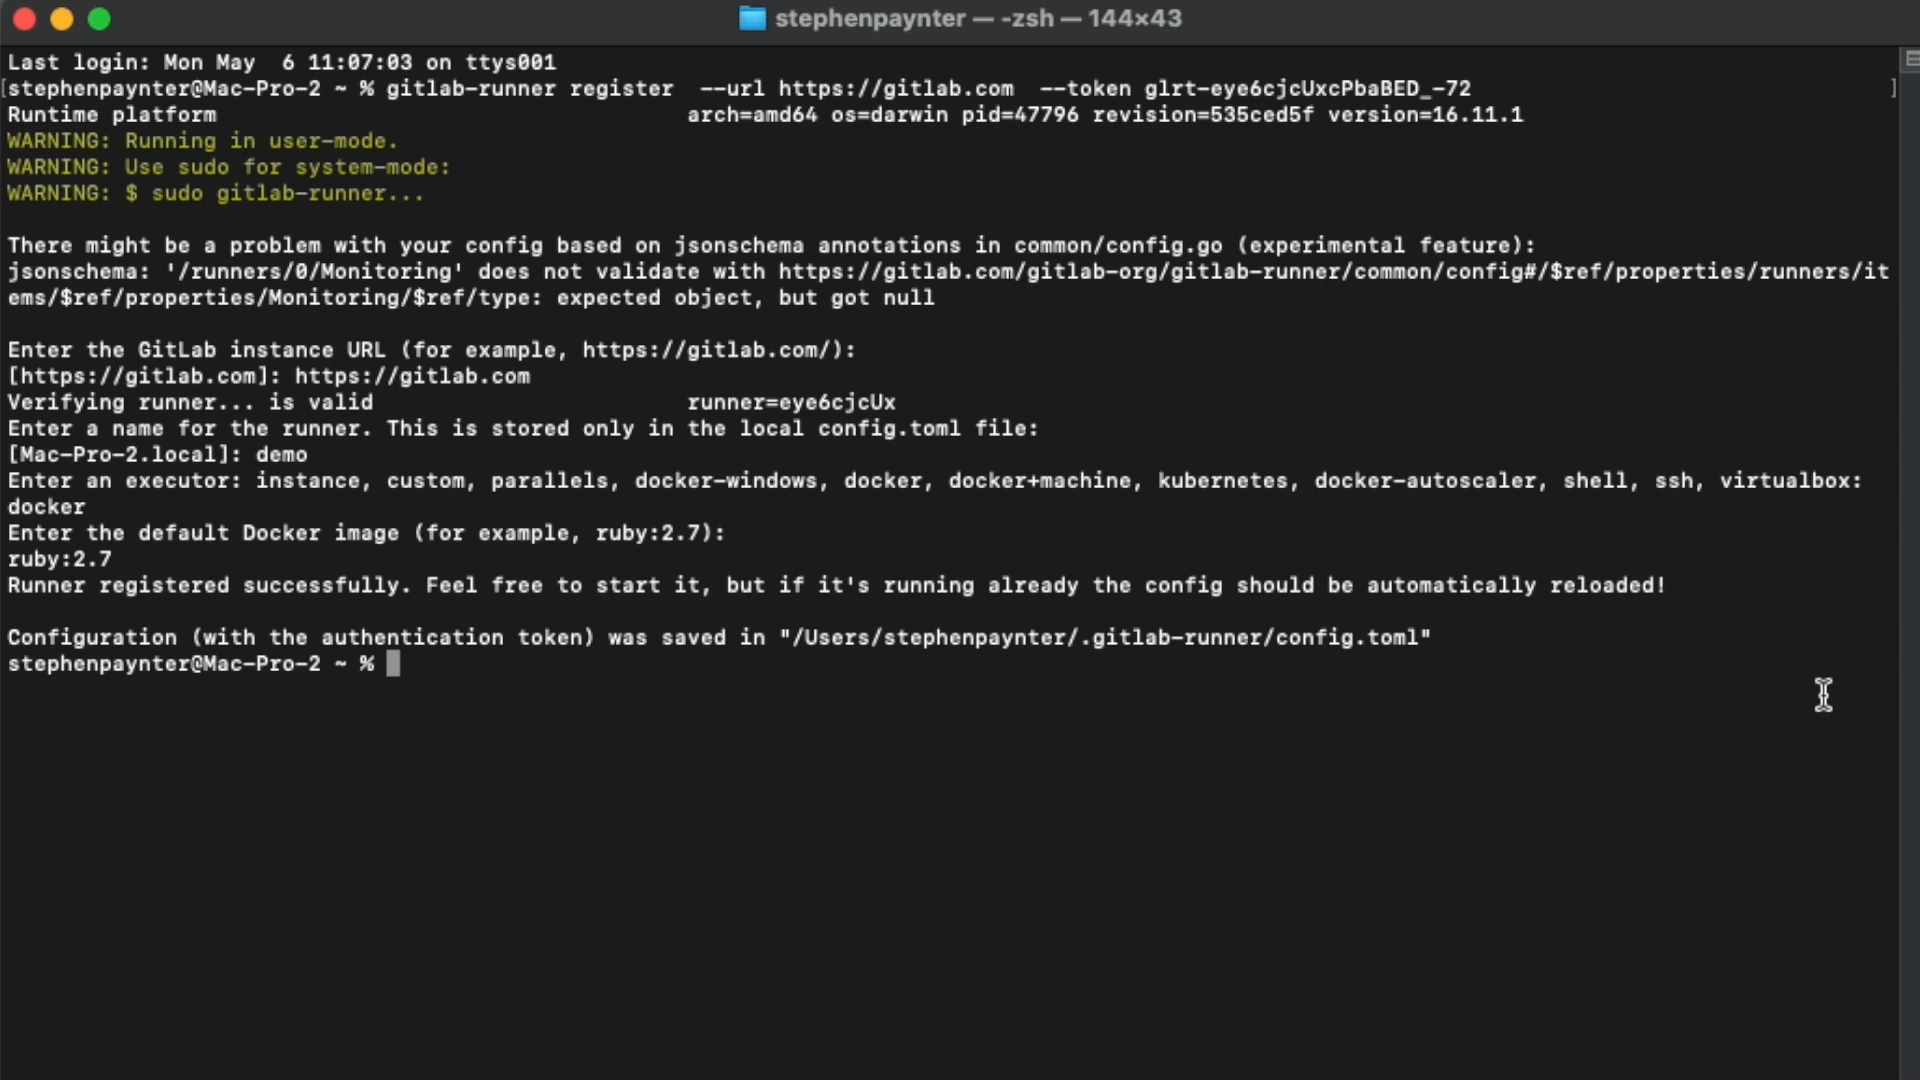 stephenpaynter — -zsh — 144×43
Last login: Mon May  6 11:07:03 on ttys001
[stephenpaynter@Mac-Pro-2 ~ % gitlab-runner register  --url https://gitlab.com  --token glrt-eye6cjcUxcPbaBED_-72 ]
Runtime platform                                    arch=amd64 os=darwin pid=47796 revision=535ced5f version=16.11.1
WARNING: Running in user-mode.
WARNING: Use sudo for system-mode:
WARNING: $ sudo gitlab-runner...
There might be a problem with your config based on jsonschema annotations in common/config.go (experimental feature):
jsonschema: '/runners/0/Monitoring' does not validate with https://gitlab.com/gitlab-org/gitlab-runner/common/config#/$ref/properties/runners/it
ems/$ref/properties/Monitoring/$ref/type: expected object, but got null
Enter the GitLab instance URL (for example, https://gitlab.com/):
[https://gitlab.com]: https://gitlab.com
Verifying runner... is valid                        runner=eye6cjcUx
Enter a name for the runner. This is stored only in the local config.toml file:
[Mac-Pro-2.local]: demo
Enter an executor: instance, custom, parallels, docker-windows, docker, docker+machine, kubernetes, docker-autoscaler, shell, ssh, virtualbox:
docker
Enter the default Docker image (for example, ruby:2.7):
ruby:2.7
Runner registered successfully. Feel free to start it, but if it's running already the config should be automatically reloaded!
Configuration (with the authentication token) was saved in "/Users/stephenpaynter/.gitlab-runner/config.toml"
stephenpaynter@Mac-Pro-2 ~ %